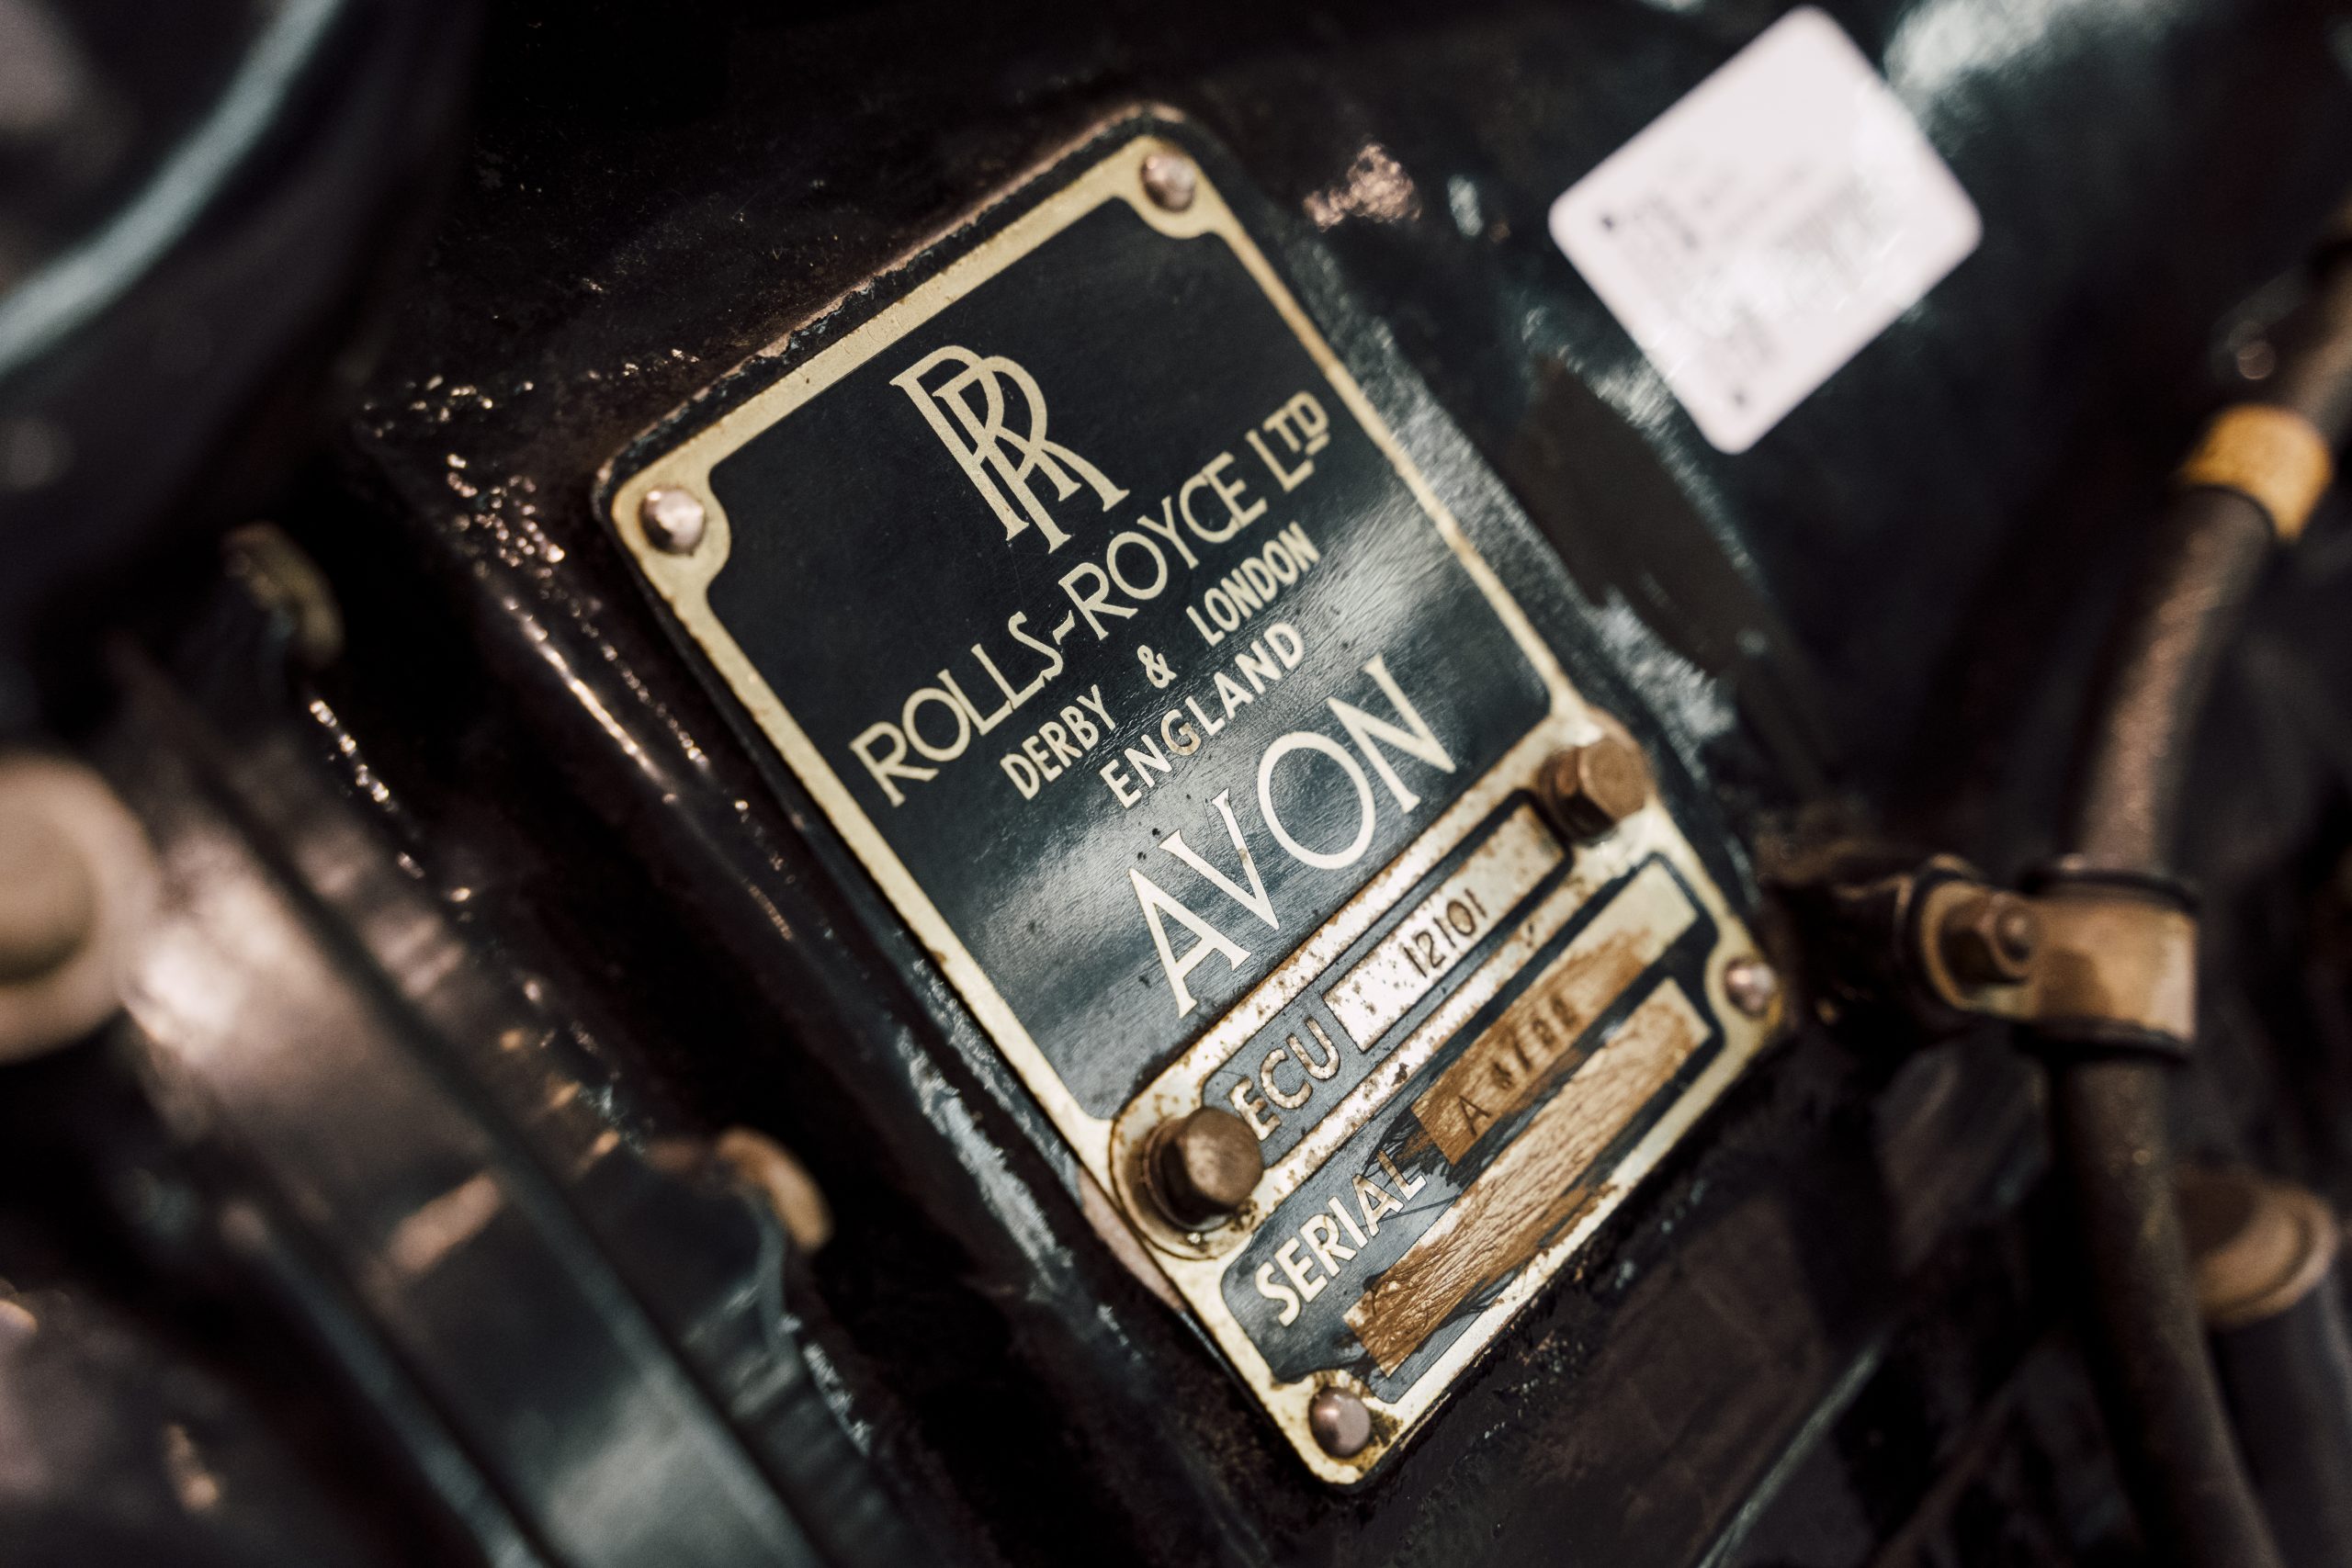 RR
ROLLS-ROYCE LTD
DERBY & LONDON
ENGLAND
AVON
ECU 12101
SERIAL A